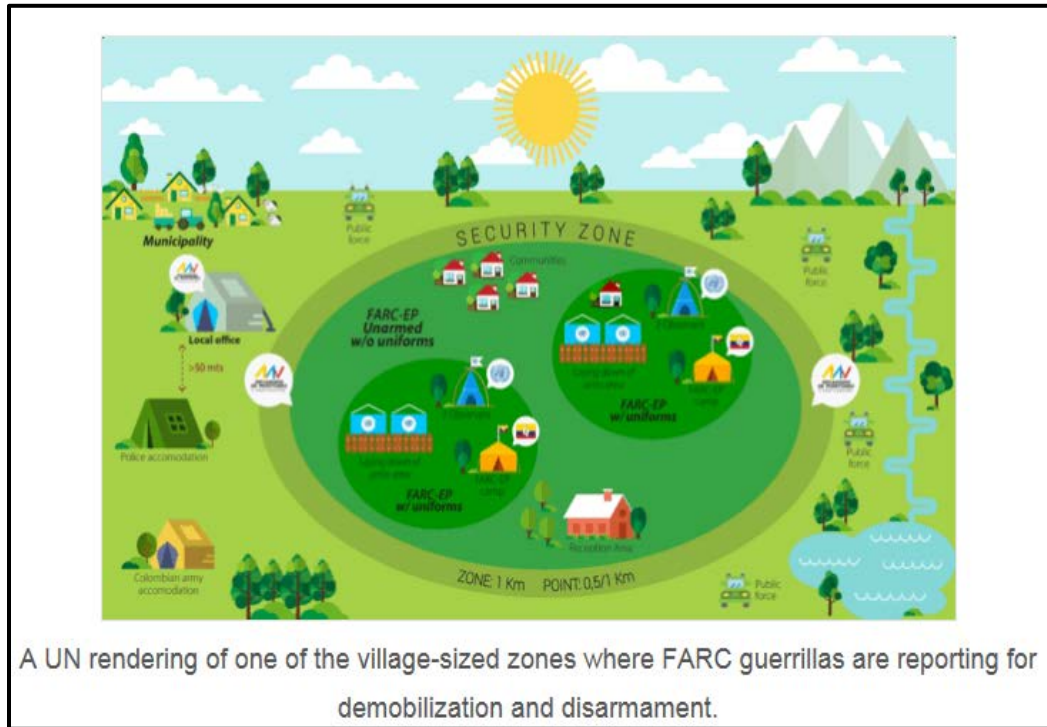 SECURITY ZONE
Public
force
Municipality
Communities
Public
force
FARC-EP
Unarmed
w/o uniforms
Local office
>50 mts
FARC-EP
w/ uniforms
Police accomodation
Public
force
FARC-EP
camp
FARC-EP
w/ uniforms
Reception Area
Colombian army
accomodation
ZONE: 1 Km POINT: 0,5/1 Km
Public
force
A UN rendering of one of the village-sized zones where FARC guerrillas are reporting for
demobilization and disarmament.